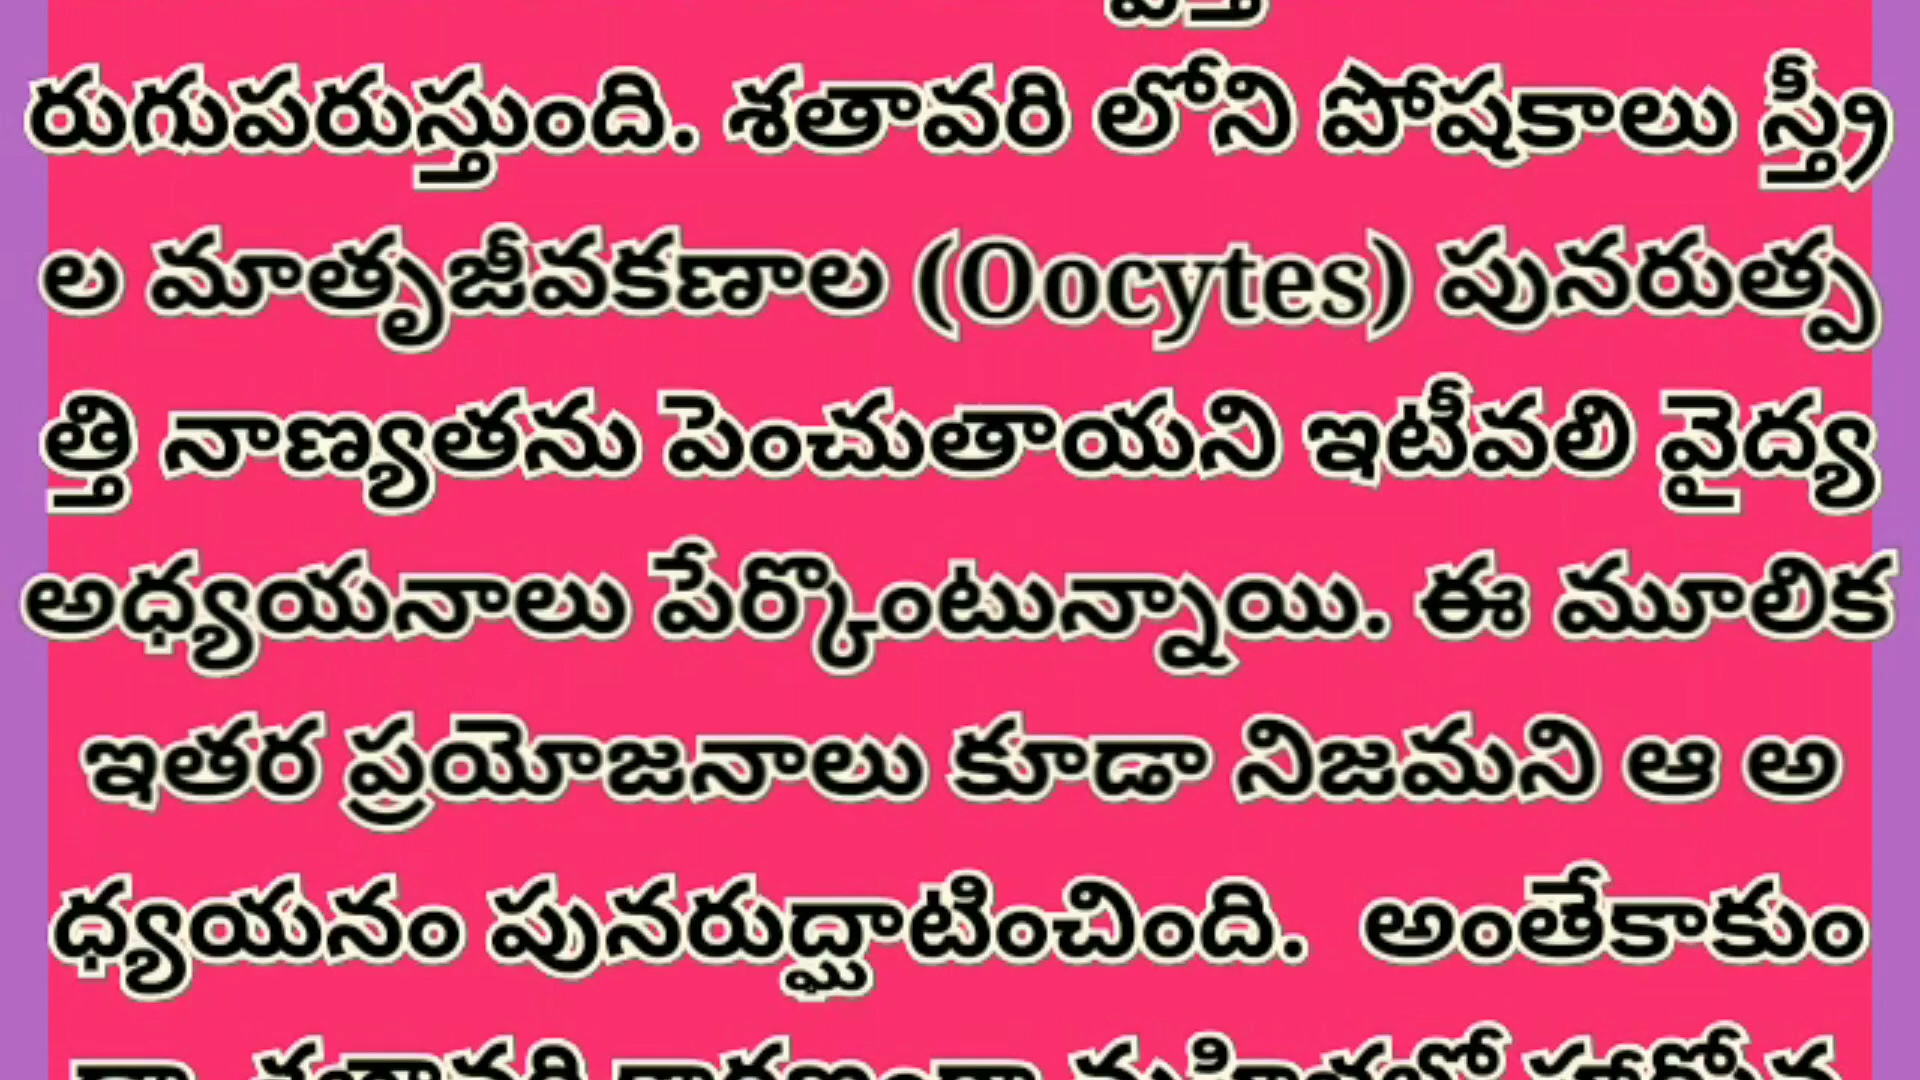 రుగుపరుస్తుంది. శతావరి లోని పోషకాలు స్త్రీ
ల మాతృజీవకణాల (Oocytes) పునరుత్ప
త్తి నాణ్యతను పెంచుతాయని ఇటీవలి వైద్య
అధ్యయనాలు పేర్కొంటున్నాయి. ఈ మూలిక
ఇతర ప్రయోజనాలు కూడా నిజమని ఆ అ
ధ్యయనం పునరుద్ఘాటించింది. అంతేకాకుం